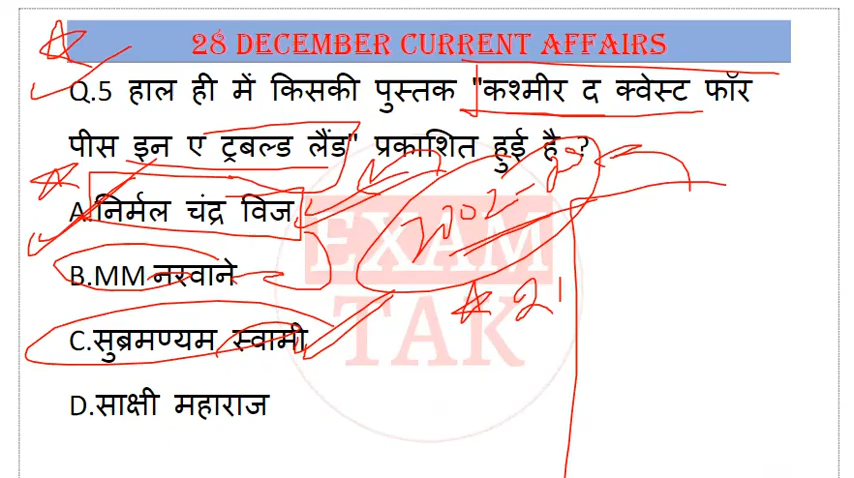 28 DECEMBER CURRENT AFFAIRS
Q.5 हाल ही में किसकी पुस्तक "कश्मीर द क्वेस्ट फॉर
पीस इन ए ट्रबल्ड लैंड" प्रकाशित हुई है ?
A.निर्मल चंद्र विज
B.MM नरवाने
C.सुब्रमण्यम स्वामी
D.साक्षी महाराज
EXAM
TAK
21